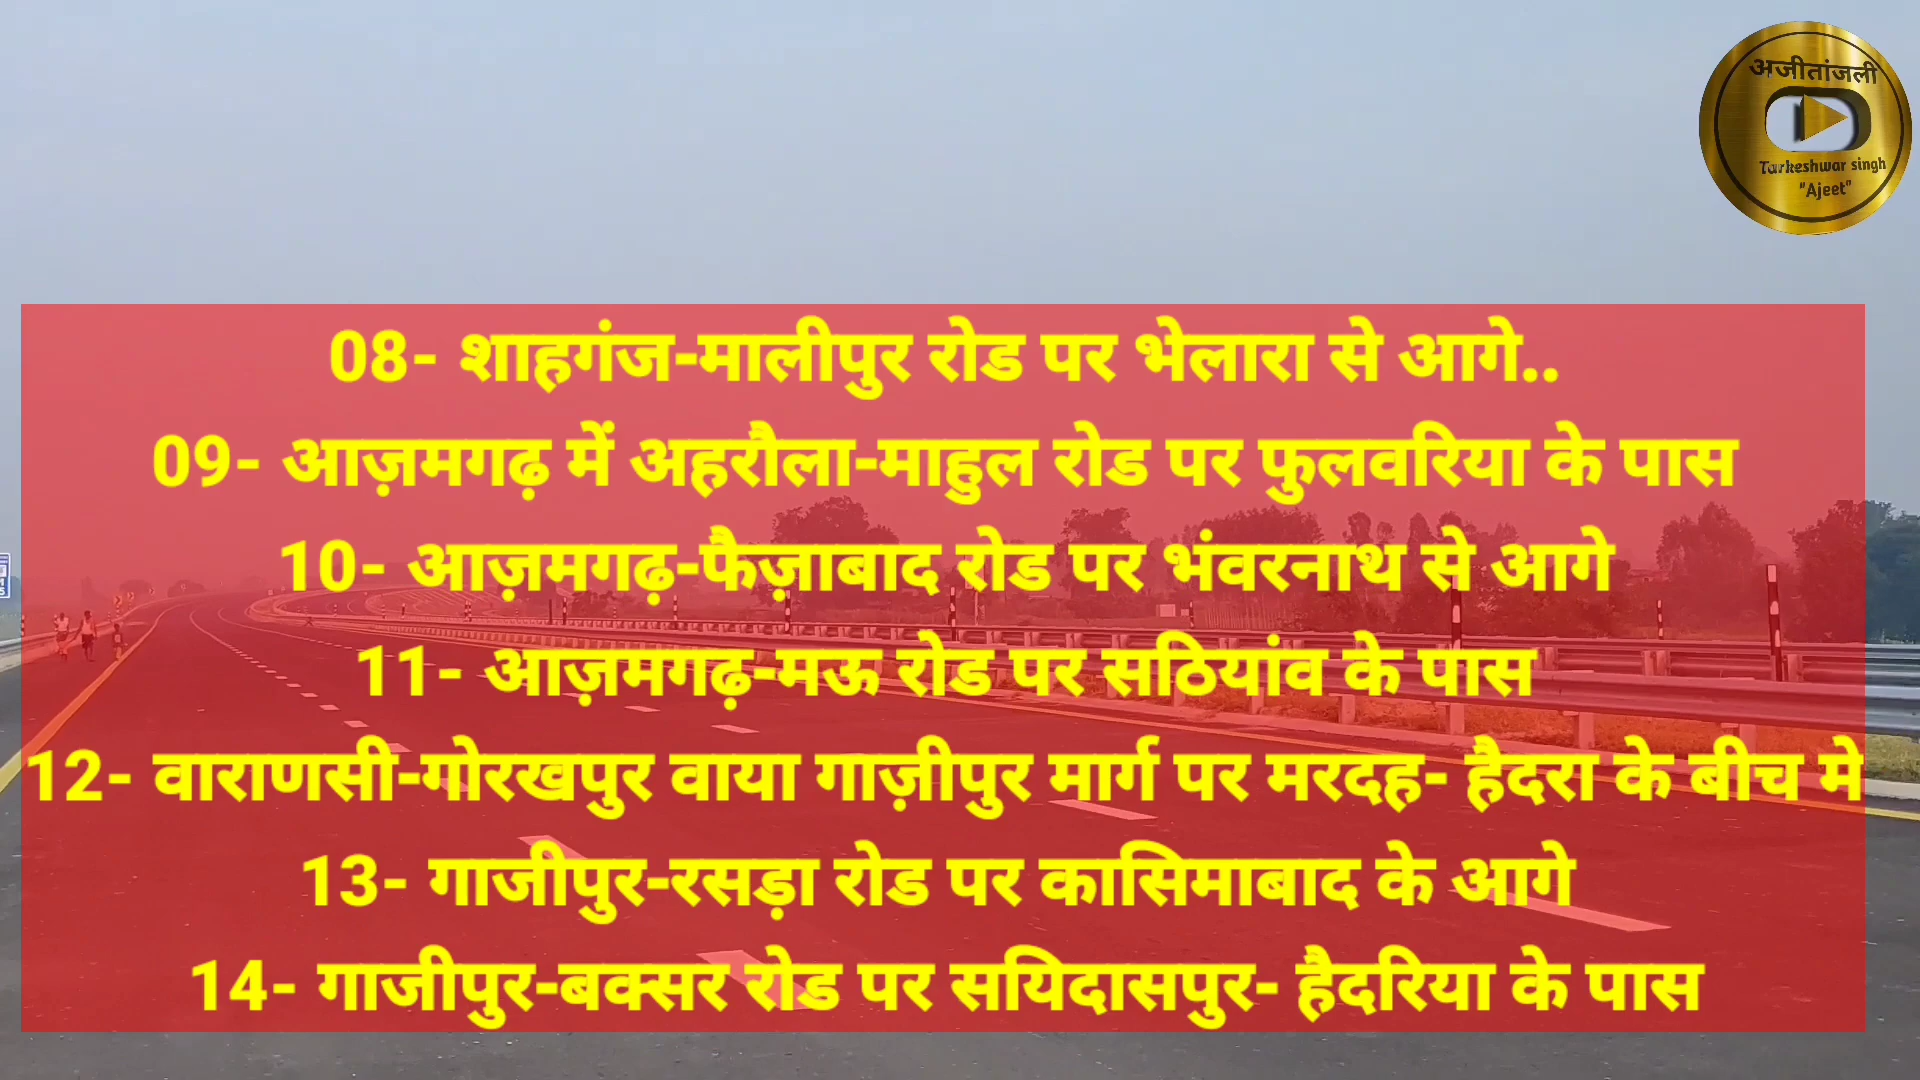 अजीतांजली
Tarkeshwar singh
"Ajeet"
08- शाहगंज-मालीपुर रोड पर भेलारा से आगे..
09- आज़मगढ़ में अहरौला-माहुल रोड पर फुलवरिया के पास
10- आज़मगढ़-फैज़ाबाद रोड पर भंवरनाथ से आगे
11- आज़मगढ़-मऊ रोड पर सठियांव के पास
12- वाराणसी-गोरखपुर वाया गाज़ीपुर मार्ग पर मरदह- हैदरा के बीच मे
13- गाजीपुर-रसड़ा रोड पर कासिमाबाद के आगे
14- गाजीपुर-बक्सर रोड पर सयिदासपुर- हैदरिया के पास